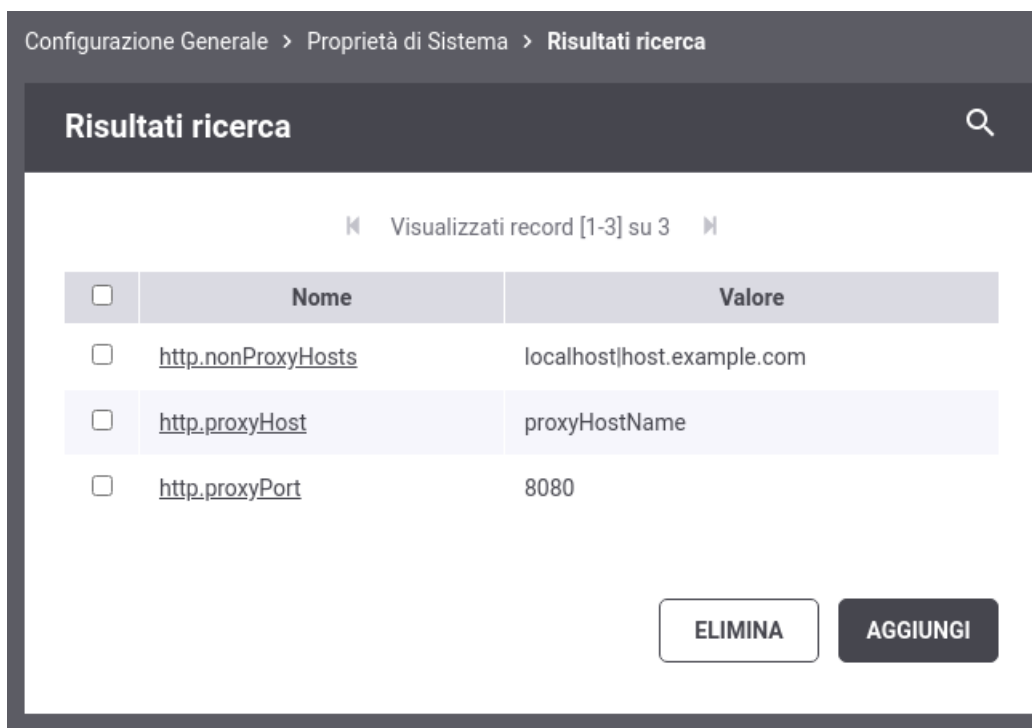 Configurazione Generale > Proprietà di Sistema > Risultati ricerca
Risultati ricerca
Visualizzati record [1-3] su 3
Nome Valore
http.nonProxyHosts localhost|host.example.com
http.proxyHost proxyHostName
http.proxyPort 8080
ELIMINA AGGIUNGI